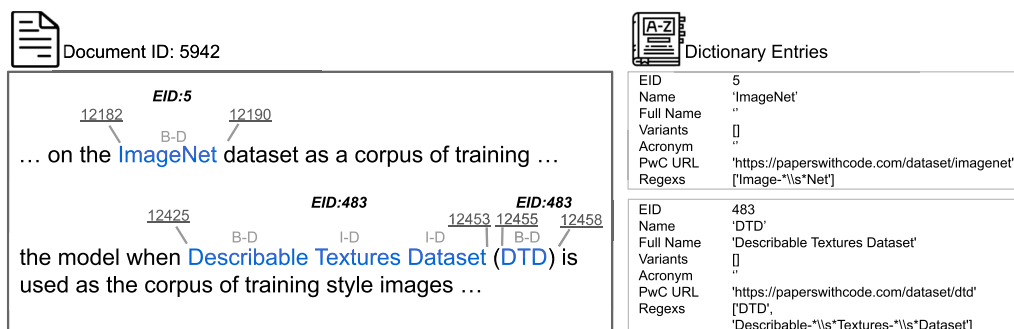 Document ID: 5942
EID:5
12182 12190
B-D
… on the ImageNet dataset as a corpus of training …
EID:483 EID:483
12425 12453 12455 12458
B-D I-D I-D B-D
the model when Describable Textures Dataset (DTD) is
used as the corpus of training style images …
A-Z
Dictionary Entries
EID 5
Name ‘ImageNet’
Full Name ‘’
Variants []
Acronym ‘’
PwC URL 'https://paperswithcode.com/dataset/imagenet'
Regexs ['Image-*\\s*Net']
EID 483
Name ‘DTD’
Full Name 'Describable Textures Dataset'
Variants []
Acronym ‘’
PwC URL 'https://paperswithcode.com/dataset/dtd'
Regexs ['DTD',
'Describable-*\\s*Textures-*\\s*Dataset']